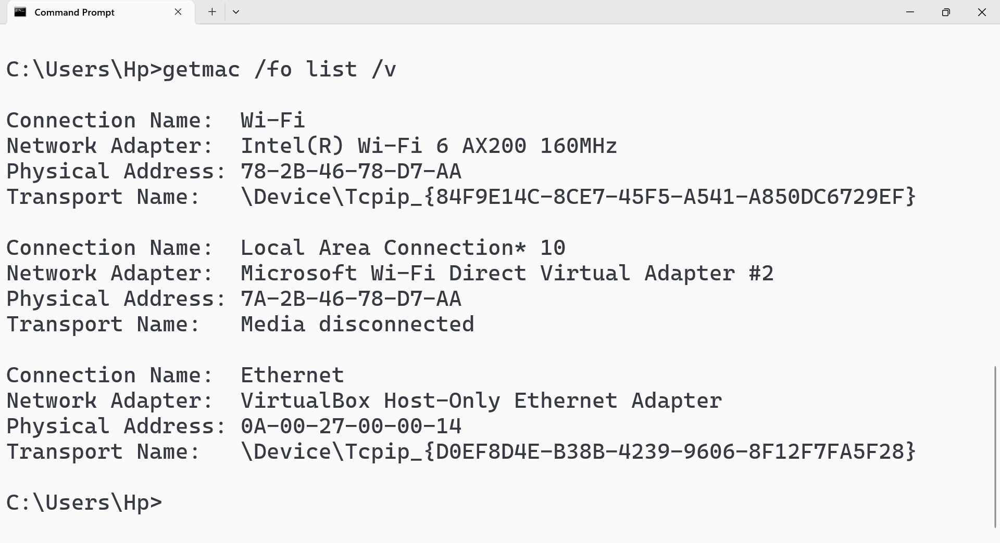 Command Prompt
C:\Users\Hp>getmac /fo list /v
Connection Name:  Wi-Fi
Network Adapter:  Intel(R) Wi-Fi 6 AX200 160MHz
Physical Address: 78-2B-46-78-D7-AA
Transport Name:   \Device\Tcpip_{84F9E14C-8CE7-45F5-A541-A850DC6729EF}
Connection Name:  Local Area Connection* 10
Network Adapter:  Microsoft Wi-Fi Direct Virtual Adapter #2
Physical Address: 7A-2B-46-78-D7-AA
Transport Name:   Media disconnected
Connection Name:  Ethernet
Network Adapter:  VirtualBox Host-Only Ethernet Adapter
Physical Address: 0A-00-27-00-00-14
Transport Name:   \Device\Tcpip_{D0EF8D4E-B38B-4239-9606-8F12F7FA5F28}
C:\Users\Hp>